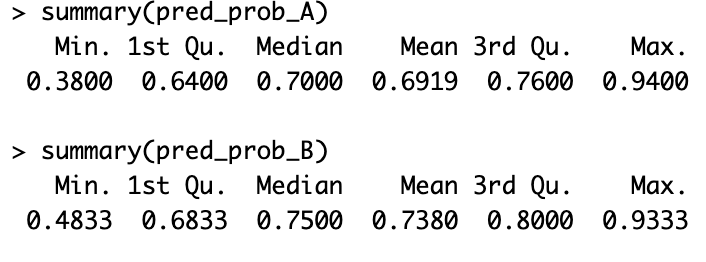 > summary(pred_prob_A)
Min. 1st Qu. Median Mean 3rd Qu. Max.
0.3800 0.6400 0.7000 0.6919 0.7600 0.9400
> summary(pred_prob_B)
Min. 1st Qu. Median Mean 3rd Qu. Max.
0.4833 0.6833 0.7500 0.7380 0.8000 0.9333